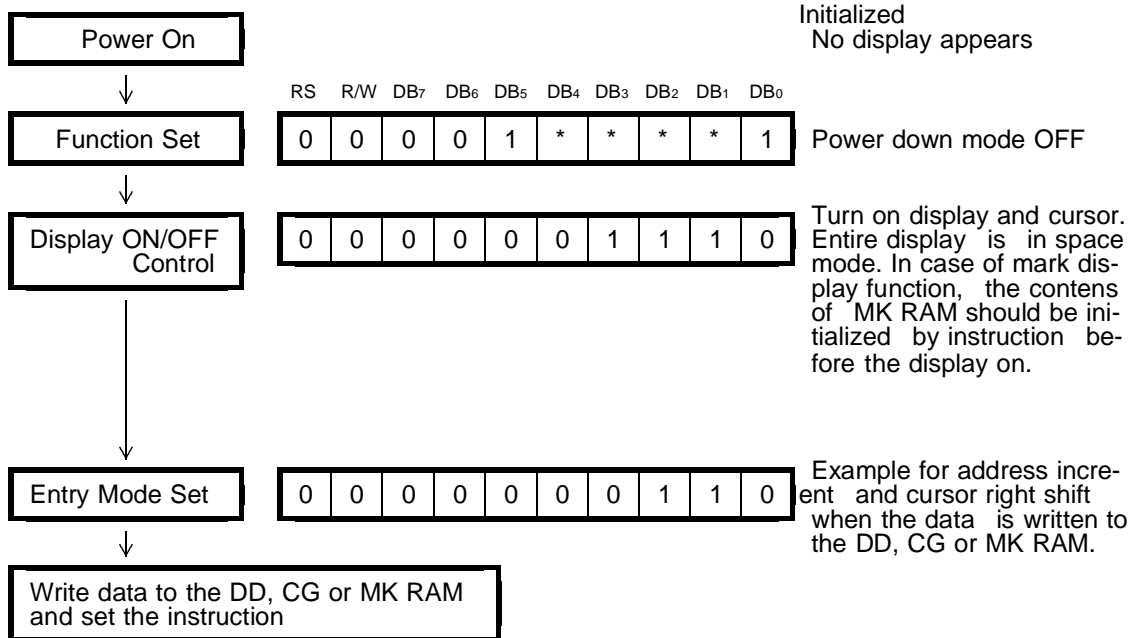 Initialized
Power On
No display appears
RS R/W DB7 DB6 DB5 DB4 DB3 DB2 DB1 DB0
Function Set
0 0 0 0 1 * * * * 1
Power down mode OFF
Display ON/OFF
Control
0 0 0 0 0 0 1 1 1 0
Turn on display and cursor.
Entire display is in space
mode. In case of mark dis-
play function, the contens
of MK RAM should be ini-
tialized by instruction be-
fore the display on.
Entry Mode Set
0 0 0 0 0 0 0 1 1 0
Example for address incre-
ent and cursor right shift
when the data is written to
the DD, CG or MK RAM.
Write data to the DD, CG or MK RAM
and set the instruction